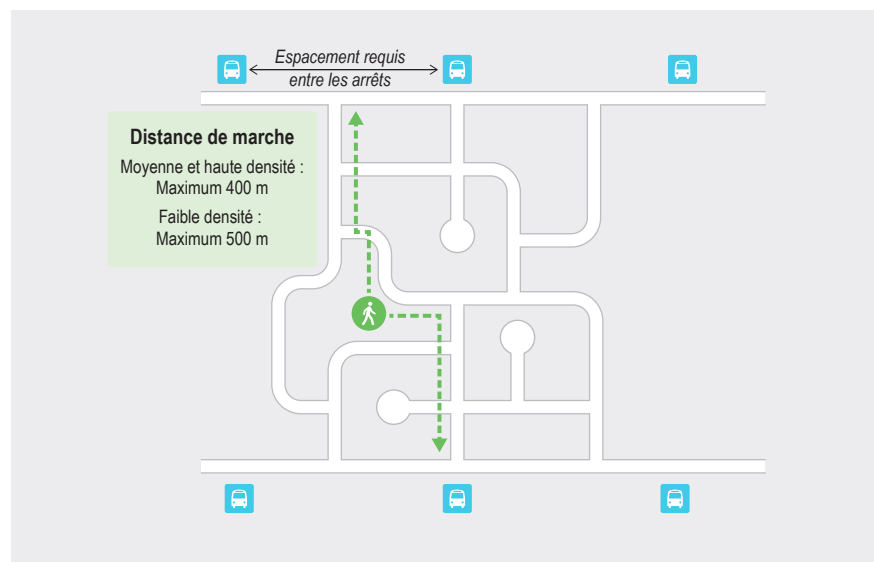 Espacement requis
entre les arrêts
Distance de marche
Moyenne et haute densité :
Maximum 400 m
Faible densité :
Maximum 500 m